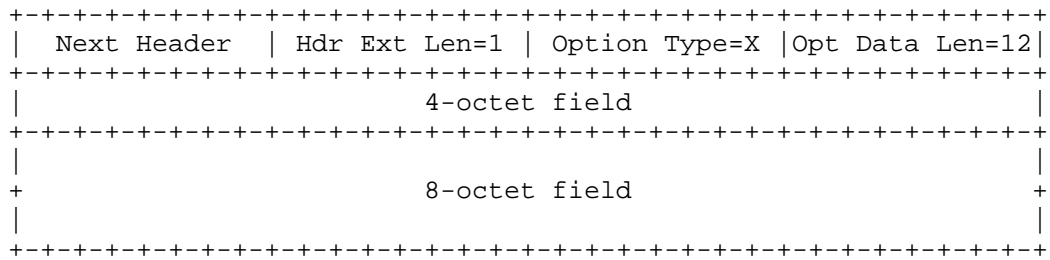 +-+-+-+-+-+-+-+-+-+-+-+-+-+-+-+-+-+-+-+-+-+-+-+-+-+-+-+-+-+-+-+-+
|  Next Header  | Hdr Ext Len=1 | Option Type=X |Opt Data Len=12|
+-+-+-+-+-+-+-+-+-+-+-+-+-+-+-+-+-+-+-+-+-+-+-+-+-+-+-+-+-+-+-+-+
|                         4-octet field                         |
+-+-+-+-+-+-+-+-+-+-+-+-+-+-+-+-+-+-+-+-+-+-+-+-+-+-+-+-+-+-+-+-+
|                                                               |
+                         8-octet field                         +
|                                                               |
+-+-+-+-+-+-+-+-+-+-+-+-+-+-+-+-+-+-+-+-+-+-+-+-+-+-+-+-+-+-+-+-+